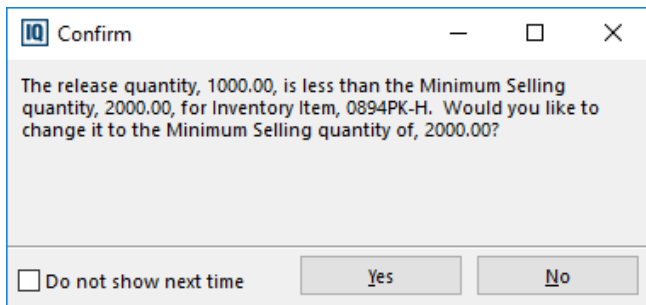 IQ Confirm
The release quantity, 1000.00, is less than the Minimum Selling
quantity, 2000.00, for Inventory Item, 0894PK-H.  Would you like to
change it to the Minimum Selling quantity of, 2000.00?
Do not show next time
Yes
No